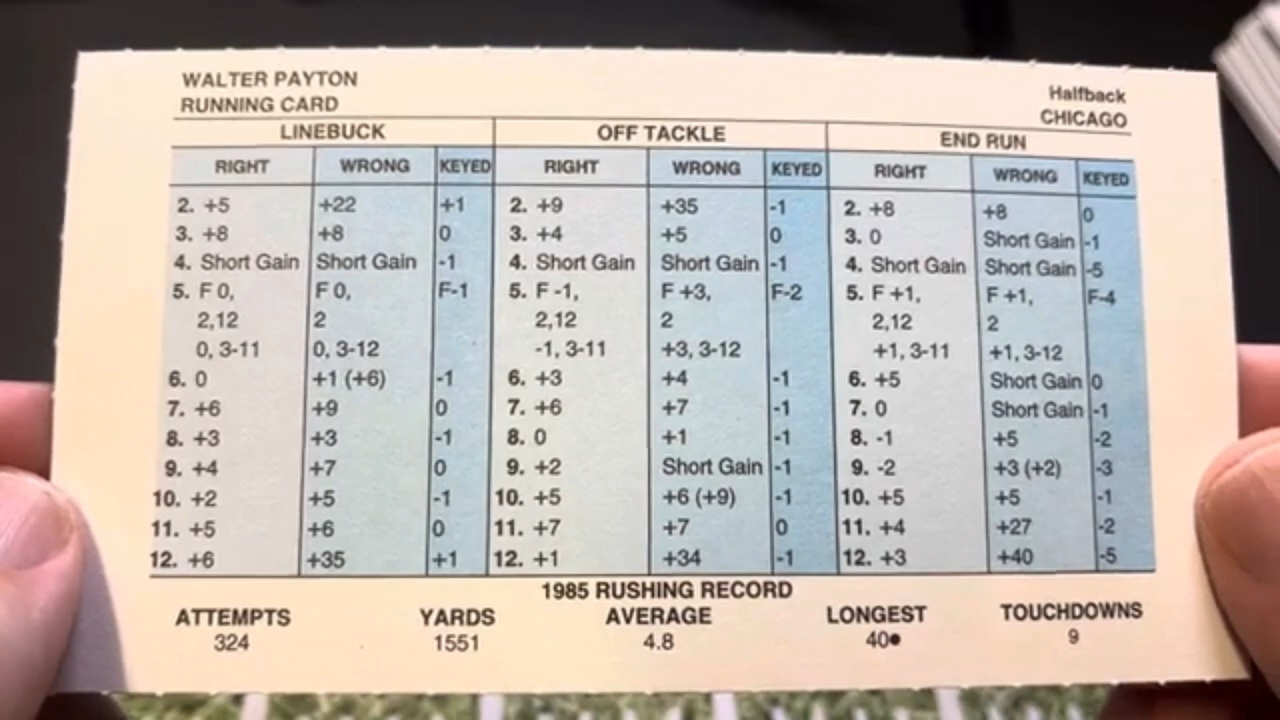 WALTER PAYTON Halfback
RUNNING CARD CHICAGO
LINEBUCK OFF TACKLE END RUN
RIGHT WRONG KEYED RIGHT WRONG KEYED RIGHT WRONG KEYED
2. +5 +22 +1 2. +9 +35 -1 2. +8 +8 0
3. +8 +8 0 3. +4 +5 0 3. 0 Short Gain -1
4. Short Gain Short Gain -1 4. Short Gain Short Gain -1 4. Short Gain Short Gain -5
5. F 0, F 0, F-1 5. F -1, F +3, F-2 5. F +1, F +1, F-4
2,12 2 2,12 2 2,12 2
0, 3-11 0, 3-12 -1, 3-11 +3, 3-12 +1, 3-11 +1, 3-12
6. 0 +1 (+6) -1 6. +3 +4 -1 6. +5 Short Gain 0
7. +6 +9 0 7. +6 +7 -1 7. 0 Short Gain -1
8. +3 +3 -1 8. 0 +1 -1 8. -1 +5 -2
9. +4 +7 0 9. +2 Short Gain -1 9. -2 +3 (+2) -3
10. +2 +5 -1 10. +5 +6 (+9) -1 10. +5 +5 -1
11. +5 +6 0 11. +7 +7 0 11. +4 +27 -2
12. +6 +35 +1 12. +1 +34 -1 12. +3 +40 -5
1985 RUSHING RECORD
ATTEMPTS YARDS AVERAGE LONGEST TOUCHDOWNS
324 1551 4.8 40● 9